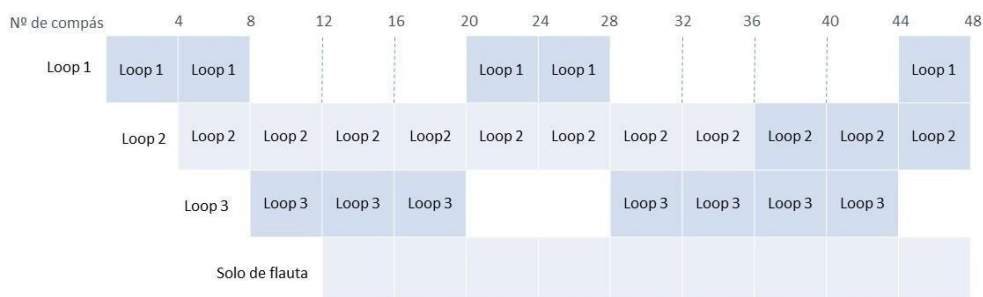 Nº de compás 4 8 12 16 20 24 28 32 36 40 44 48
Loop 1 Loop 1 Loop 1 Loop 1 Loop 1 Loop 1
Loop 2 Loop 2 Loop 2 Loop 2 Loop2 Loop 2 Loop 2 Loop 2 Loop 2 Loop 2 Loop 2 Loop 2
Loop 3 Loop 3 Loop 3 Loop 3 Loop 3 Loop 3 Loop 3 Loop 3
Solo de flauta